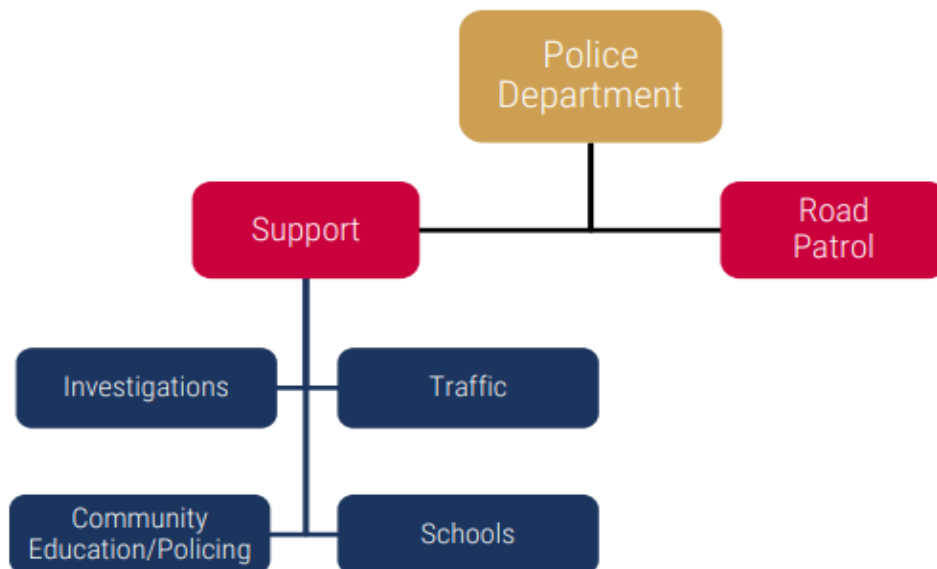 Police
Department
Support
Road
Patrol
Investigations
Traffic
Community
Education/Policing
Schools